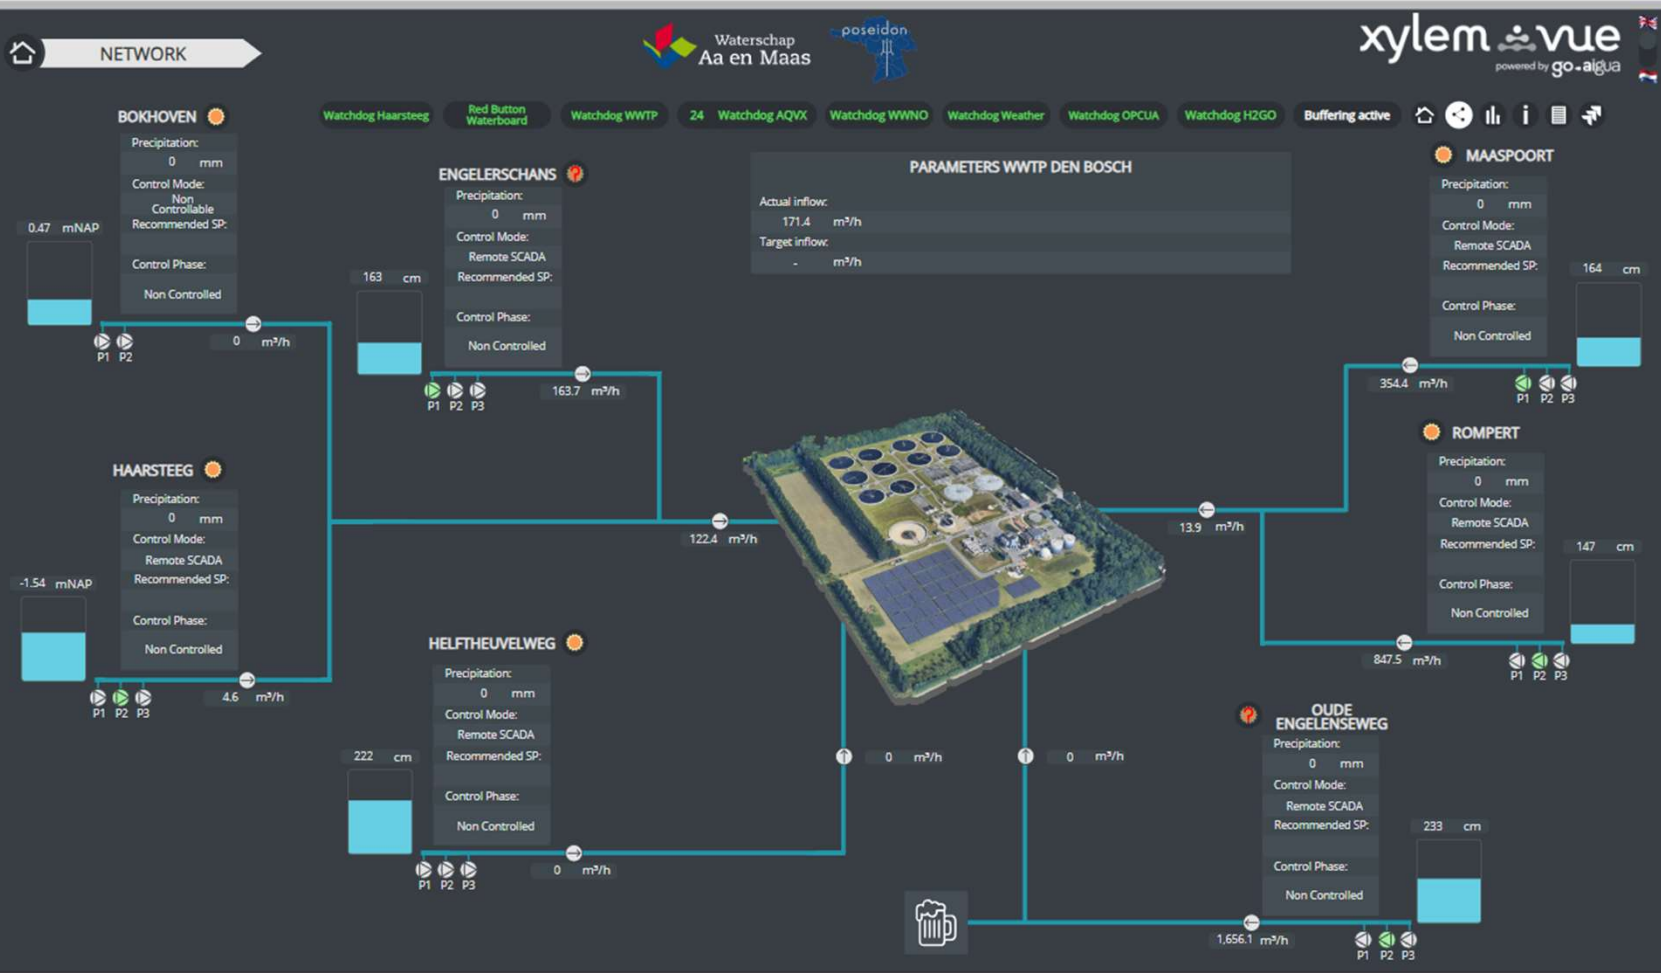 NETWORK
Waterschap
Aa en Maas
poseidon
xylem vue
powered by go.aigua
Watchdog Haarsteeg
Red Button
Waterboard
Watchdog WWTP
24 Watchdog AQVX
Watchdog WWNO
Watchdog Weather
Watchdog OPCUA
Watchdog H2GO
Buffering active
BOKHOVEN
Precipitation:
0 mm
Control Mode:
Non
Controllable
Recommended SP:
Control Phase:
Non Controlled
0.47 mNAP
P1 P2
0 m³/h
ENGELERSCHANS
Precipitation:
0 mm
Control Mode:
Remote SCADA
Recommended SP:
Control Phase:
Non Controlled
163 cm
P1 P2 P3
163.7 m³/h
PARAMETERS WWTP DEN BOSCH
Actual inflow:
171.4 m³/h
Target inflow:
- m³/h
MAASPOORT
Precipitation:
0 mm
Control Mode:
Remote SCADA
Recommended SP:
Control Phase:
Non Controlled
164 cm
354.4 m³/h
P1 P2 P3
HAARSTEEG
Precipitation:
0 mm
Control Mode:
Remote SCADA
Recommended SP:
Control Phase:
Non Controlled
-1.54 mNAP
P1 P2 P3
4.6 m³/h
122.4 m³/h
13.9 m³/h
ROMPERT
Precipitation:
0 mm
Control Mode:
Remote SCADA
Recommended SP:
Control Phase:
Non Controlled
147 cm
847.5 m³/h
P1 P2 P3
HELFTHEUVELWEG
Precipitation:
0 mm
Control Mode:
Remote SCADA
Recommended SP:
Control Phase:
Non Controlled
222 cm
P1 P2 P3
0 m³/h
0 m³/h
0 m³/h
OUDE
ENGELENSEWEG
Precipitation:
0 mm
Control Mode:
Remote SCADA
Recommended SP:
Control Phase:
Non Controlled
233 cm
1,656.1 m³/h
P1 P2 P3